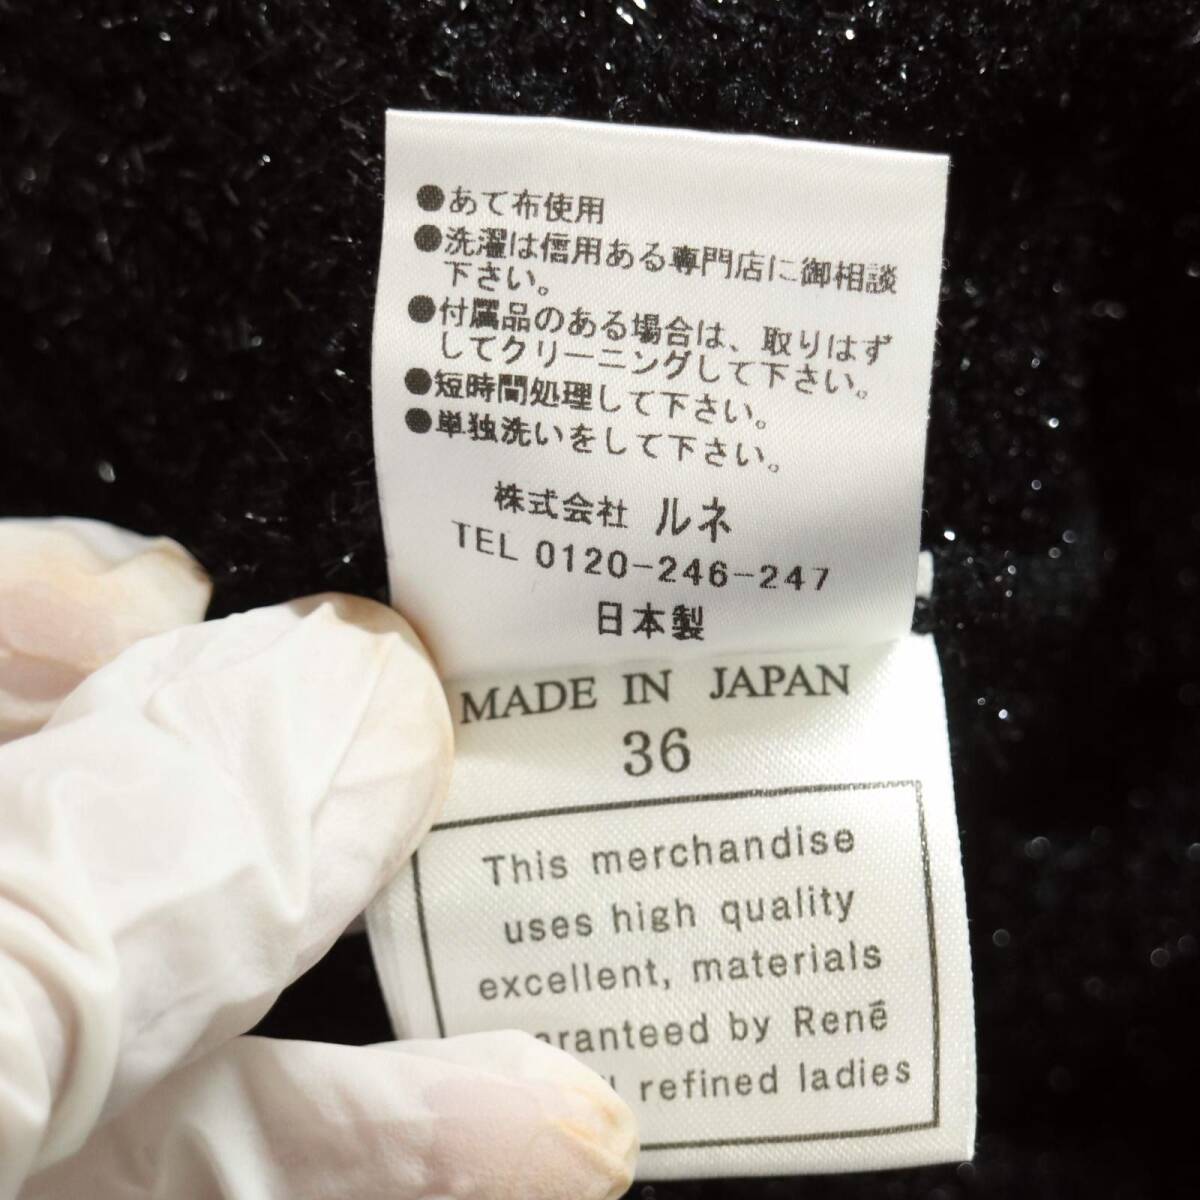 ●あて布使用
●洗濯は信用ある専門店に御相談
下さい。
●付属品のある場合は、取りはず
してクリーニングして下さい。
●短時間処理して下さい。
●単独洗いをして下さい。
株式会社 ルネ
TEL 0120-246-247
日本製
MADE IN JAPAN
36
This merchandise
uses high quality
excellent, materials
by René
refined ladies